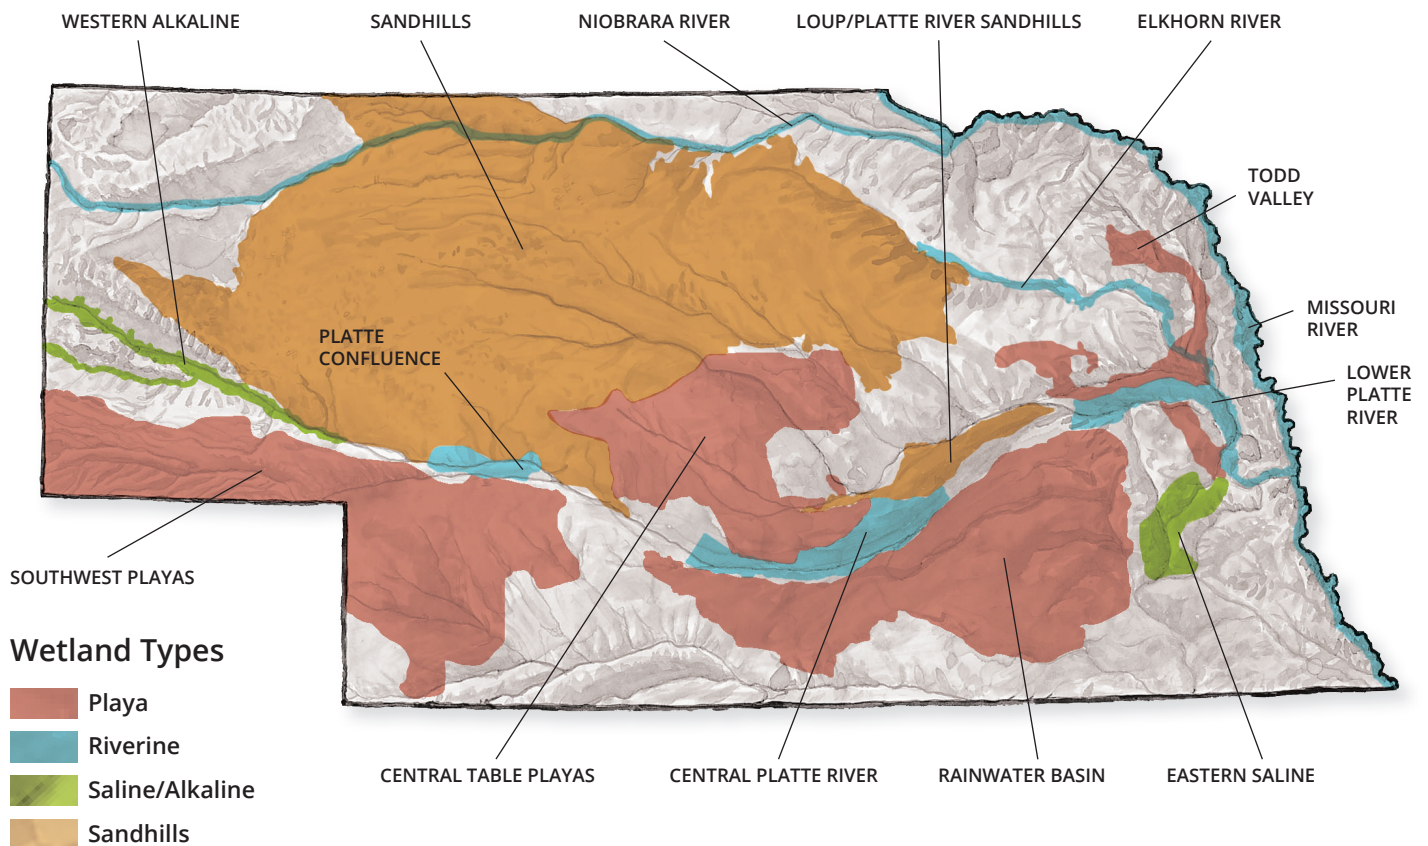 WESTERN ALKALINE
SANDHILLS
NIOBRARA RIVER
LOUP/PLATTE RIVER SANDHILLS
ELKHORN RIVER
TODD
VALLEY
MISSOURI
RIVER
PLATTE
CONFLUENCE
LOWER
PLATTE
RIVER
SOUTHWEST PLAYAS
CENTRAL TABLE PLAYAS
CENTRAL PLATTE RIVER
RAINWATER BASIN
EASTERN SALINE
Wetland Types
Playa
Riverine
Saline/Alkaline
Sandhills